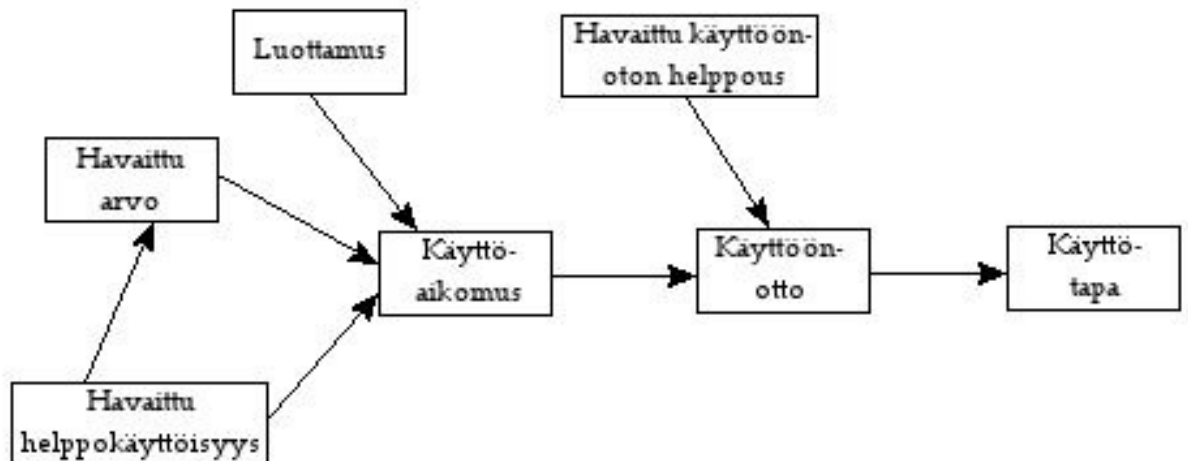 Luottamus
Havaittu käyttöön-
oton helppous
Havaittu
arvo
Käyttö-
aikomus
Käyttöön-
otto
Käyttö-
tapa
Havaittu
helppokäyttöisyys